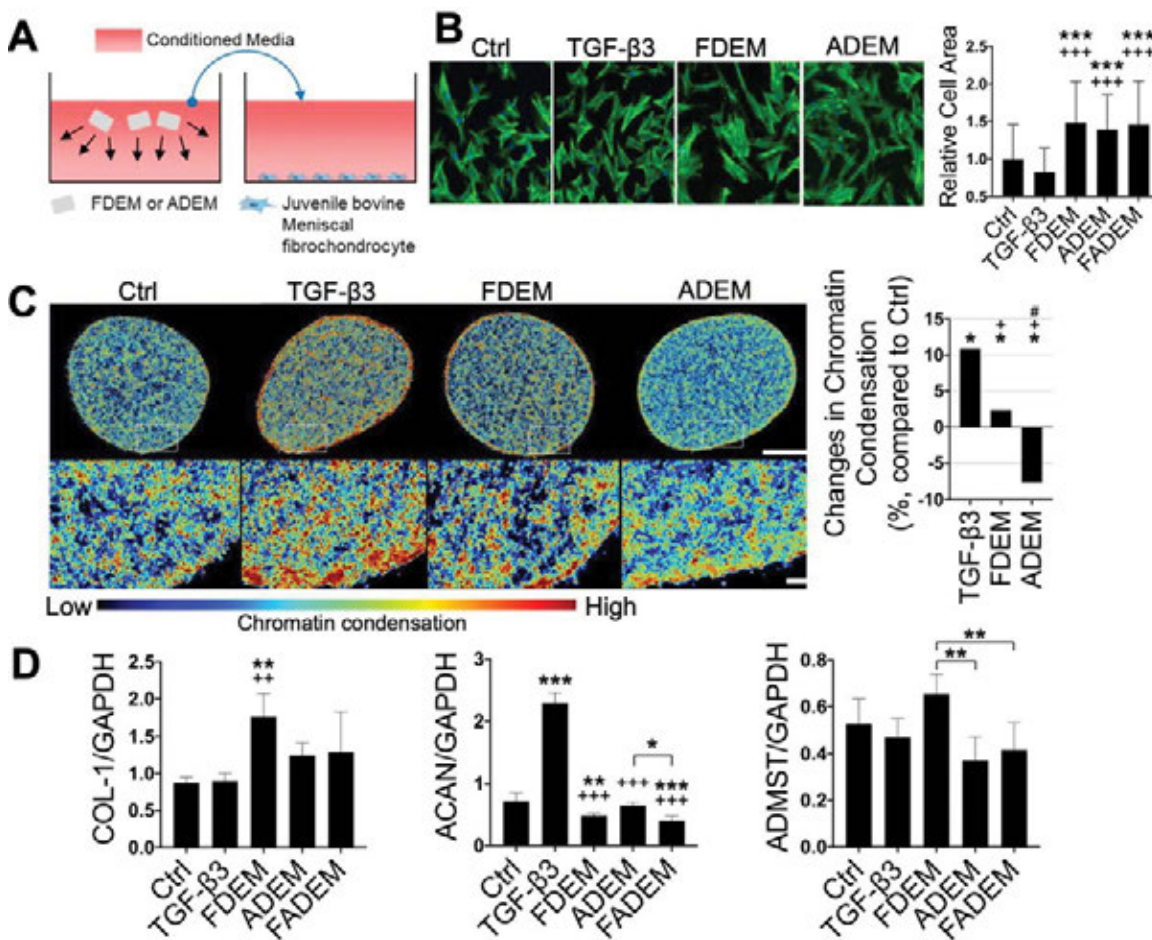 A
Conditioned Media
FDEM or ADEM
Juvenile bovine
Meniscal
fibrochondrocyte
B
Ctrl
TGF-β3
FDEM
ADEM
Relative Cell Area
2.5
2.0
1.5
1.0
0.5
***
+++
***
+++
***
+++
Ctrl
TGF-β3
FDEM
ADEM
FADEM
C
Ctrl
TGF-β3
FDEM
ADEM
Low
High
Chromatin condensation
Changes in Chromatin
Condensation
(%, compared to Ctrl)
15
10
5
0
-5
-10
*
+
*
#
+
*
TGF-β3
FDEM
ADEM
D
COL-1/GAPDH
2.5
2.0
1.5
1.0
0.5
0.0
**
++
Ctrl
TGF-β3
FDEM
ADEM
FADEM
ACAN/GAPDH
3
2
1
0
***
**
+++
+++
*
***
+++
Ctrl
TGF-β3
FDEM
ADEM
FADEM
ADMST/GAPDH
0.8
0.6
0.4
0.2
0.0
**
**
Ctrl
TGF-β3
FDEM
ADEM
FADEM